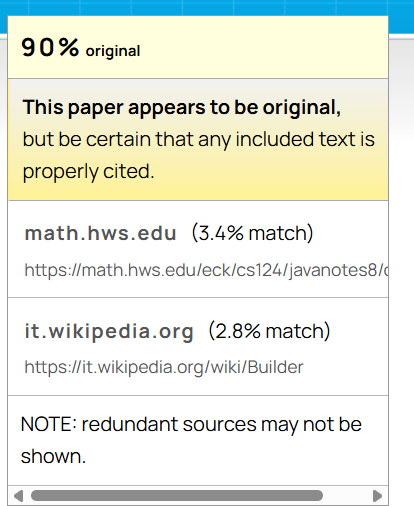 90% original
This paper appears to be original,
but be certain that any included text is
properly cited.
math.hws.edu (3.4% match)
https://math.hws.edu/eck/cs124/javanotes8/
it.wikipedia.org (2.8% match)
https://it.wikipedia.org/wiki/Builder
NOTE: redundant sources may not be
shown.